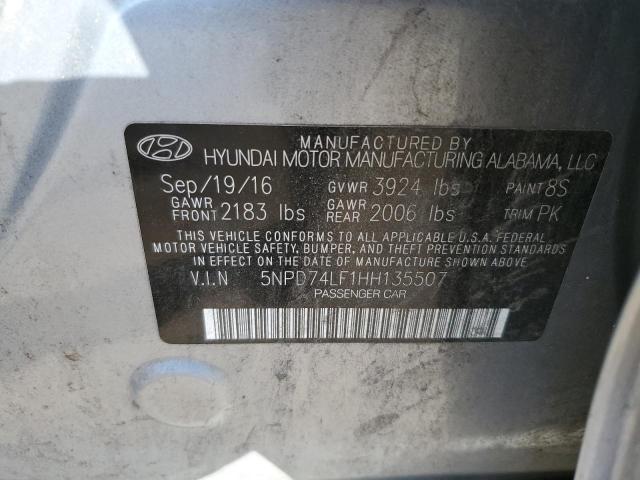 MANUFACTURED BY
HYUNDAI MOTOR MANUFACTURING ALABAMA, LLC
Sep/19/16 GVWR 3924 lbs PAINT 8S
GAWR FRONT 2183 lbs GAWR REAR 2006 lbs TRIM PK
THIS VEHICLE CONFORMS TO ALL APPLICABLE U.S.A. FEDERAL
MOTOR VEHICLE SAFETY, BUMPER, AND THEFT PREVENTION STANDARDS
IN EFFECT ON THE DATE OF MANUFACTURE SHOWN ABOVE
V.I.N 5NPD74LF1HH135507
PASSENGER CAR